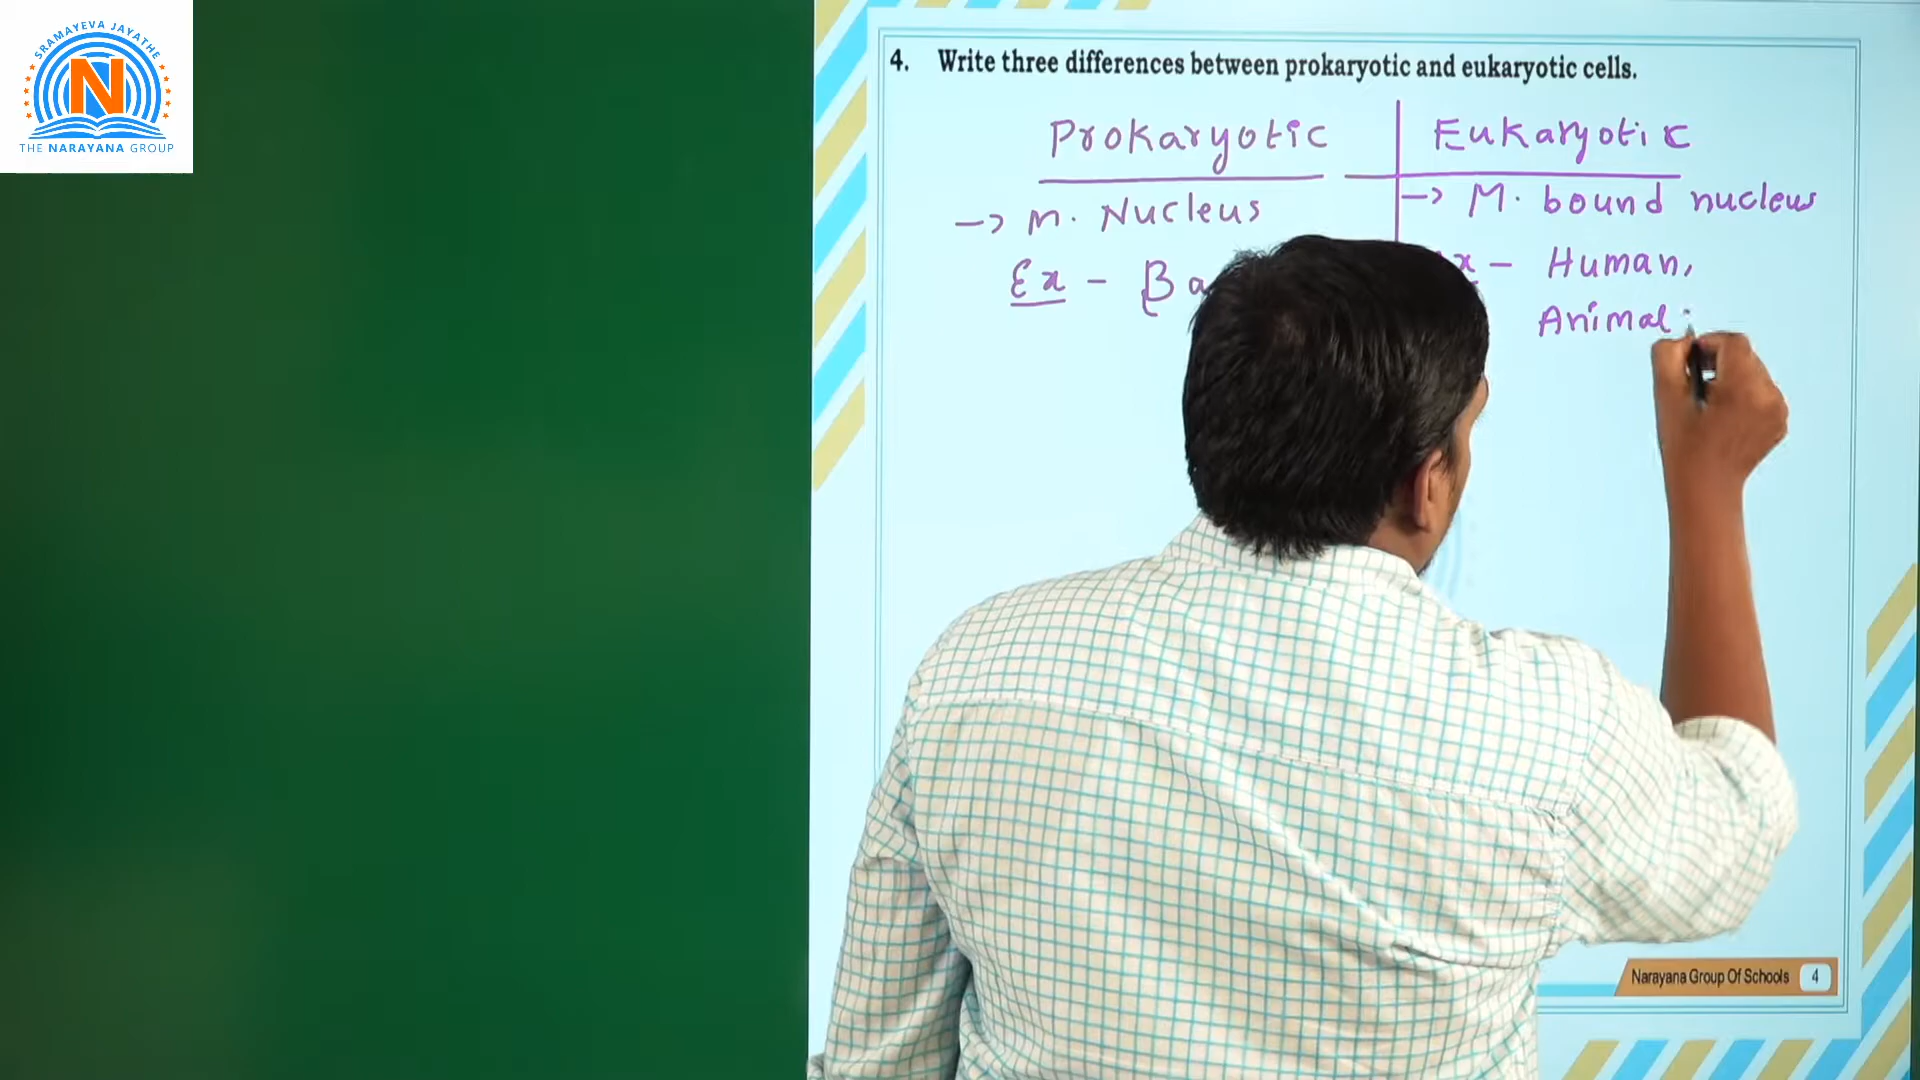 SRAMAYEVA JAYATHE
N
THE NARAYANA GROUP
4. Write three differences between prokaryotic and eukaryotic cells.
Prokaryotic
Eukaryotic
-> m. Nucleus
-> M. bound nucleus
Ex - Ba
- Human,
Animal
Narayana Group Of Schools 4